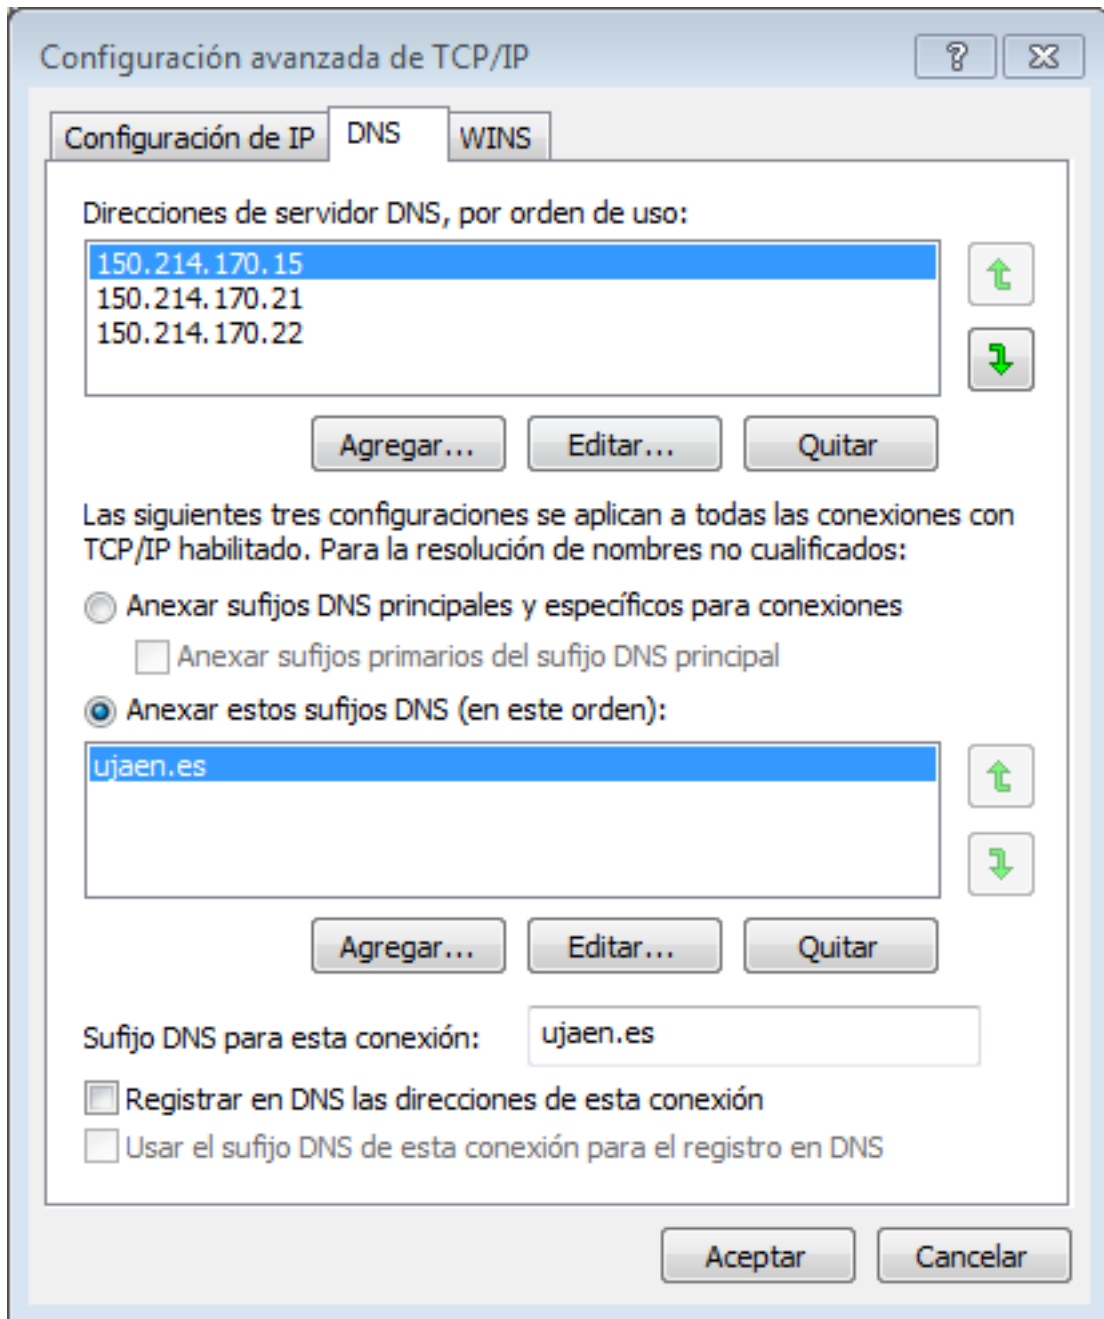 Configuración avanzada de TCP/IP
Configuración de IP DNS WINS
Direcciones de servidor DNS, por orden de uso:
150.214.170.15
150.214.170.21
150.214.170.22
Agregar... Editar... Quitar
Las siguientes tres configuraciones se aplican a todas las conexiones con
TCP/IP habilitado. Para la resolución de nombres no cualificados:
Anexar sufijos DNS principales y específicos para conexiones
Anexar sufijos primarios del sufijo DNS principal
Anexar estos sufijos DNS (en este orden):
ujaen.es
Agregar... Editar... Quitar
Sufijo DNS para esta conexión: ujaen.es
Registrar en DNS las direcciones de esta conexión
Usar el sufijo DNS de esta conexión para el registro en DNS
Aceptar Cancelar